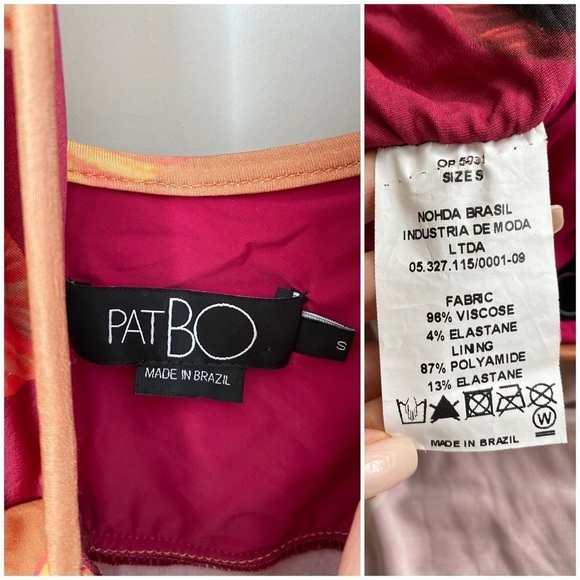 PATBO
MADE IN BRAZIL
S
SIZE S
NOHDA BRASIL
INDUSTRIA DE MODA
LTDA
05.327.115/0001-09
FABRIC
96% VISCOSE
4% ELASTANE
LINING
87% POLYAMIDE
13% ELASTANE
W
MADE IN BRAZIL